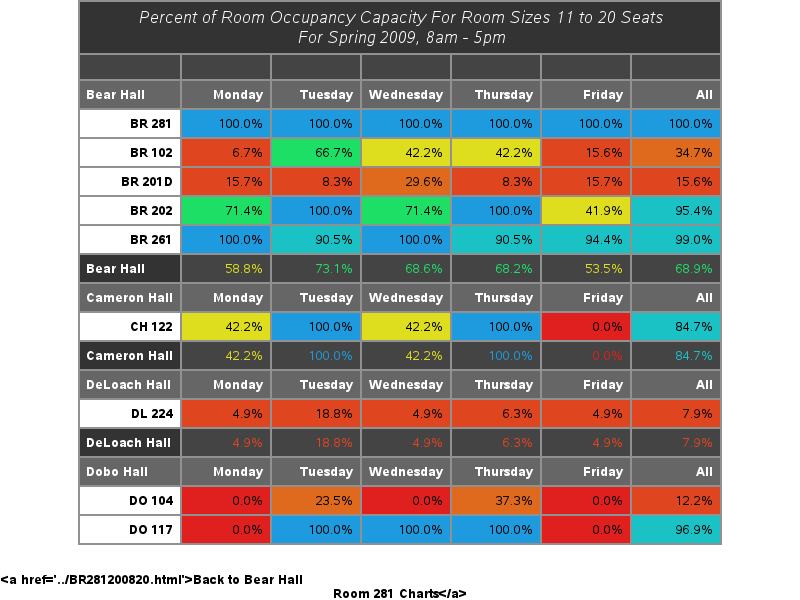 Percent of Room Occupancy Capacity For Room Sizes 11 to 20 Seats
For Spring 2009, 8am - 5pm
Bear Hall Monday Tuesday Wednesday Thursday Friday All
BR 281 100.0% 100.0% 100.0% 100.0% 100.0% 100.0%
BR 102 6.7% 66.7% 42.2% 42.2% 15.6% 34.7%
BR 201D 15.7% 8.3% 29.6% 8.3% 15.7% 15.6%
BR 202 71.4% 100.0% 71.4% 100.0% 41.9% 95.4%
BR 261 100.0% 90.5% 100.0% 90.5% 94.4% 99.0%
Bear Hall 58.8% 73.1% 68.6% 68.2% 53.5% 68.9%
Cameron Hall Monday Tuesday Wednesday Thursday Friday All
CH 122 42.2% 100.0% 42.2% 100.0% 0.0% 84.7%
Cameron Hall 42.2% 100.0% 42.2% 100.0% 0.0% 84.7%
DeLoach Hall Monday Tuesday Wednesday Thursday Friday All
DL 224 4.9% 18.8% 4.9% 6.3% 4.9% 7.9%
DeLoach Hall 4.9% 18.8% 4.9% 6.3% 4.9% 7.9%
Dobo Hall Monday Tuesday Wednesday Thursday Friday All
DO 104 0.0% 23.5% 0.0% 37.3% 0.0% 12.2%
DO 117 0.0% 100.0% 100.0% 100.0% 0.0% 96.9%
<a href='../BR281200820.html'>Back to Bear Hall
Room 281 Charts</a>